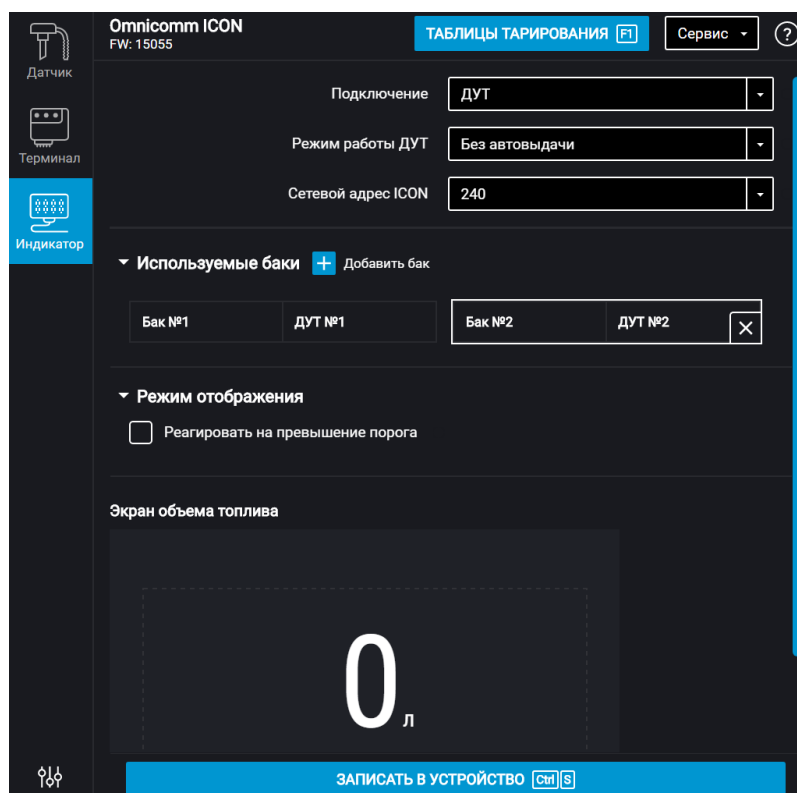 Omnicomm ICON
FW: 15055
ТАБЛИЦЫ ТАРИРОВАНИЯ F1
Сервис
?
Датчик
Терминал
Индикатор
Подключение ДУТ
Режим работы ДУТ Без автовыдачи
Сетевой адрес ICON 240
Используемые баки + Добавить бак
Бак №1 ДУТ №1 Бак №2 ДУТ №2
Режим отображения
Реагировать на превышение порога
Экран объема топлива
0 л
ЗАПИСАТЬ В УСТРОЙСТВО Ctrl S